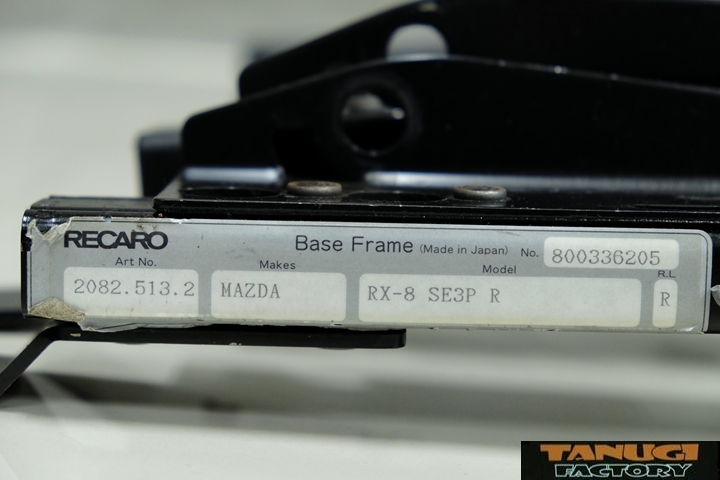 RECARO Base Frame (Made in Japan) No. 800336205
Art No. Makes Model R.L
2082.513.2 MAZDA RX-8 SE3P R R
TANUGI
FACTORY